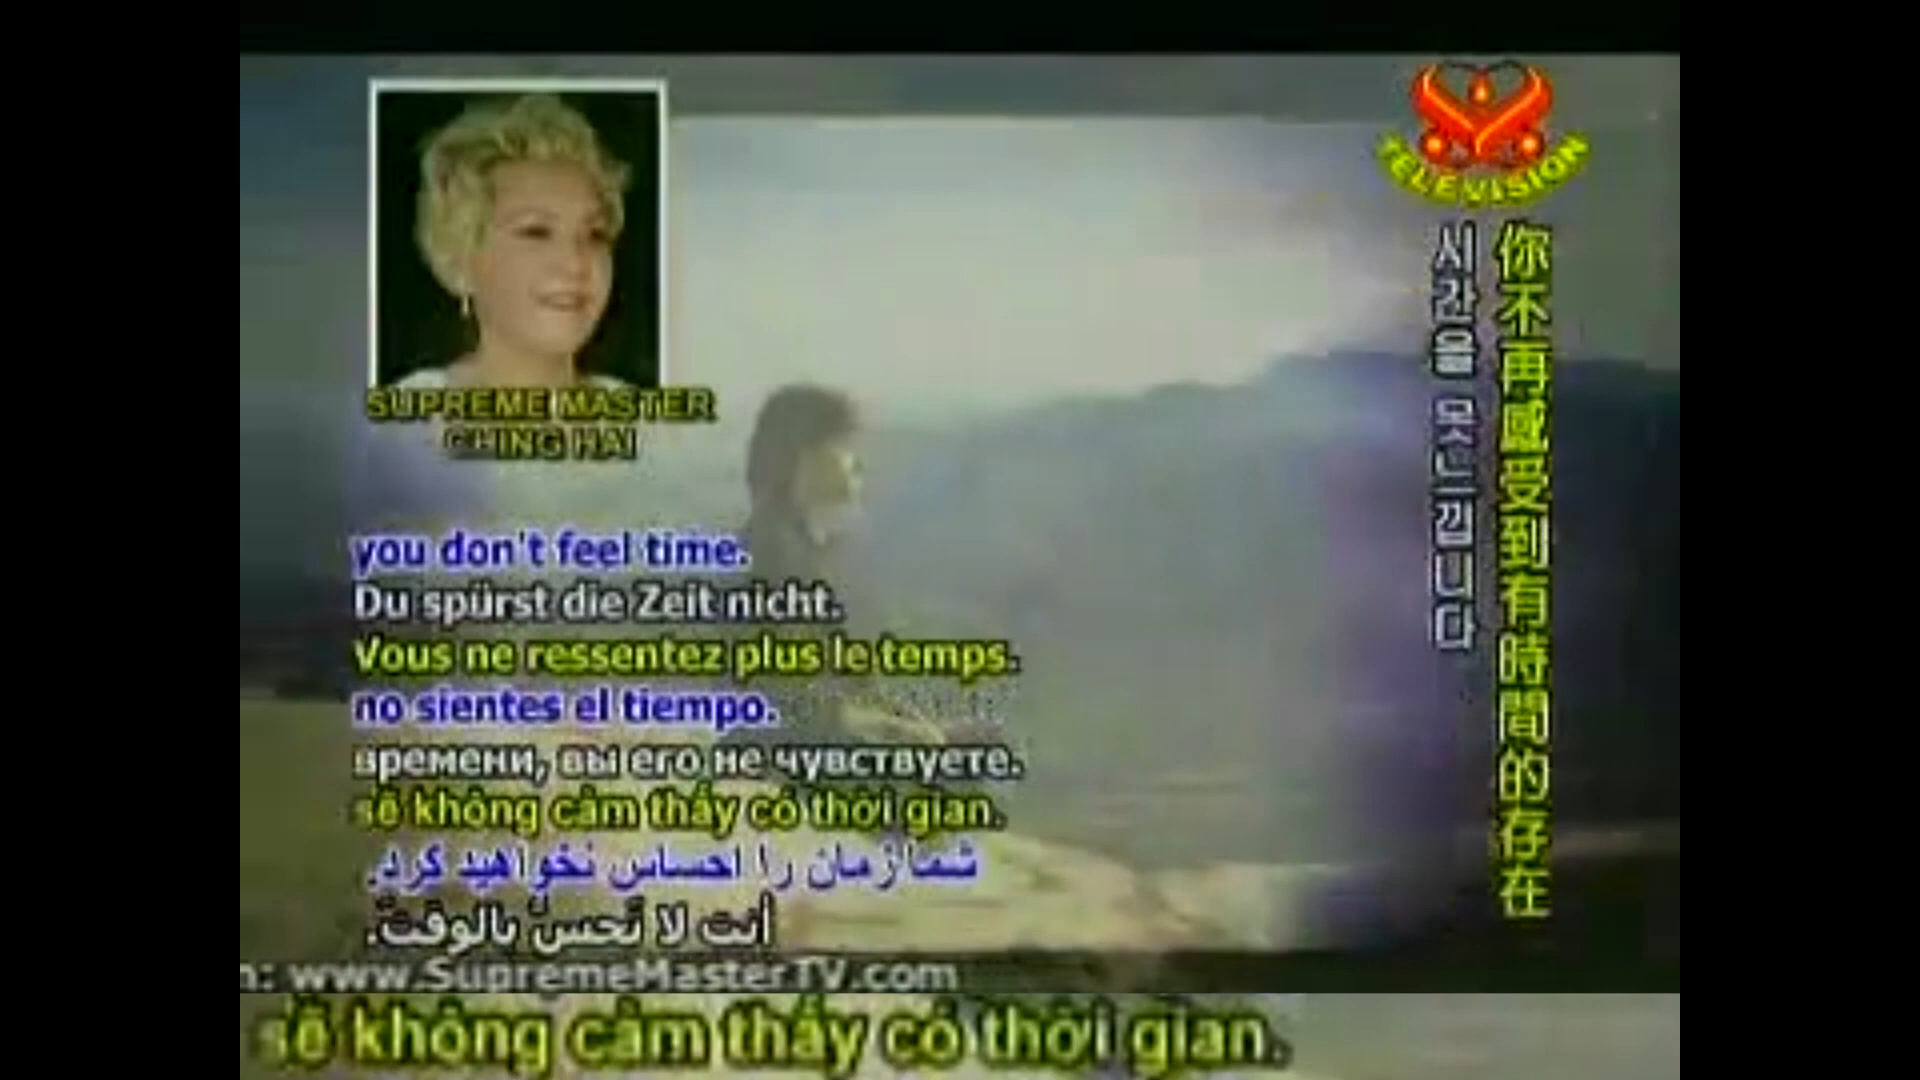 TELEVISION
SUPREME MASTER
CHING HAI
you don't feel time.
Du spürst die Zeit nicht.
Vous ne ressentez plus le temps.
no sientes el tiempo.
времени, вы его не чувствуете.
sẽ không cảm thấy có thời gian.
شما زمان را احساس نخواهید کرد.
أنت لا تَحسّ بالوقت.
시간을 못 느낍니다
你不再感受到有時間的存在
n: www.SupremeMasterTV.com
sẽ không cảm thấy có thời gian.